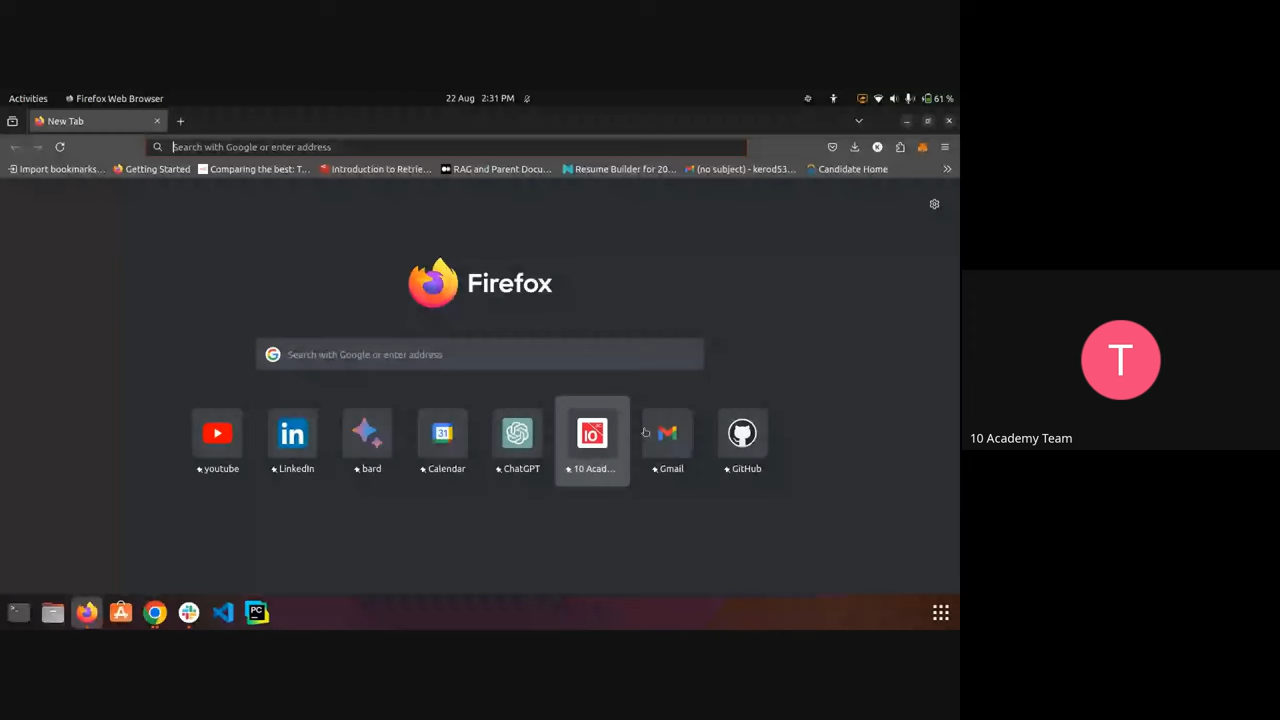 Activities Firefox Web Browser 22 Aug 2:31 PM 61 %
New Tab
Search with Google or enter address
Import bookmarks... Getting Started Comparing the best: T... Introduction to Retrie... RAG and Parent Docu... Resume Builder for 20... (no subject) - kerod53... Candidate Home
Firefox
Search with Google or enter address
31 10
youtube LinkedIn bard Calendar ChatGPT 10 Acad... Gmail GitHub
T
10 Academy Team
PC